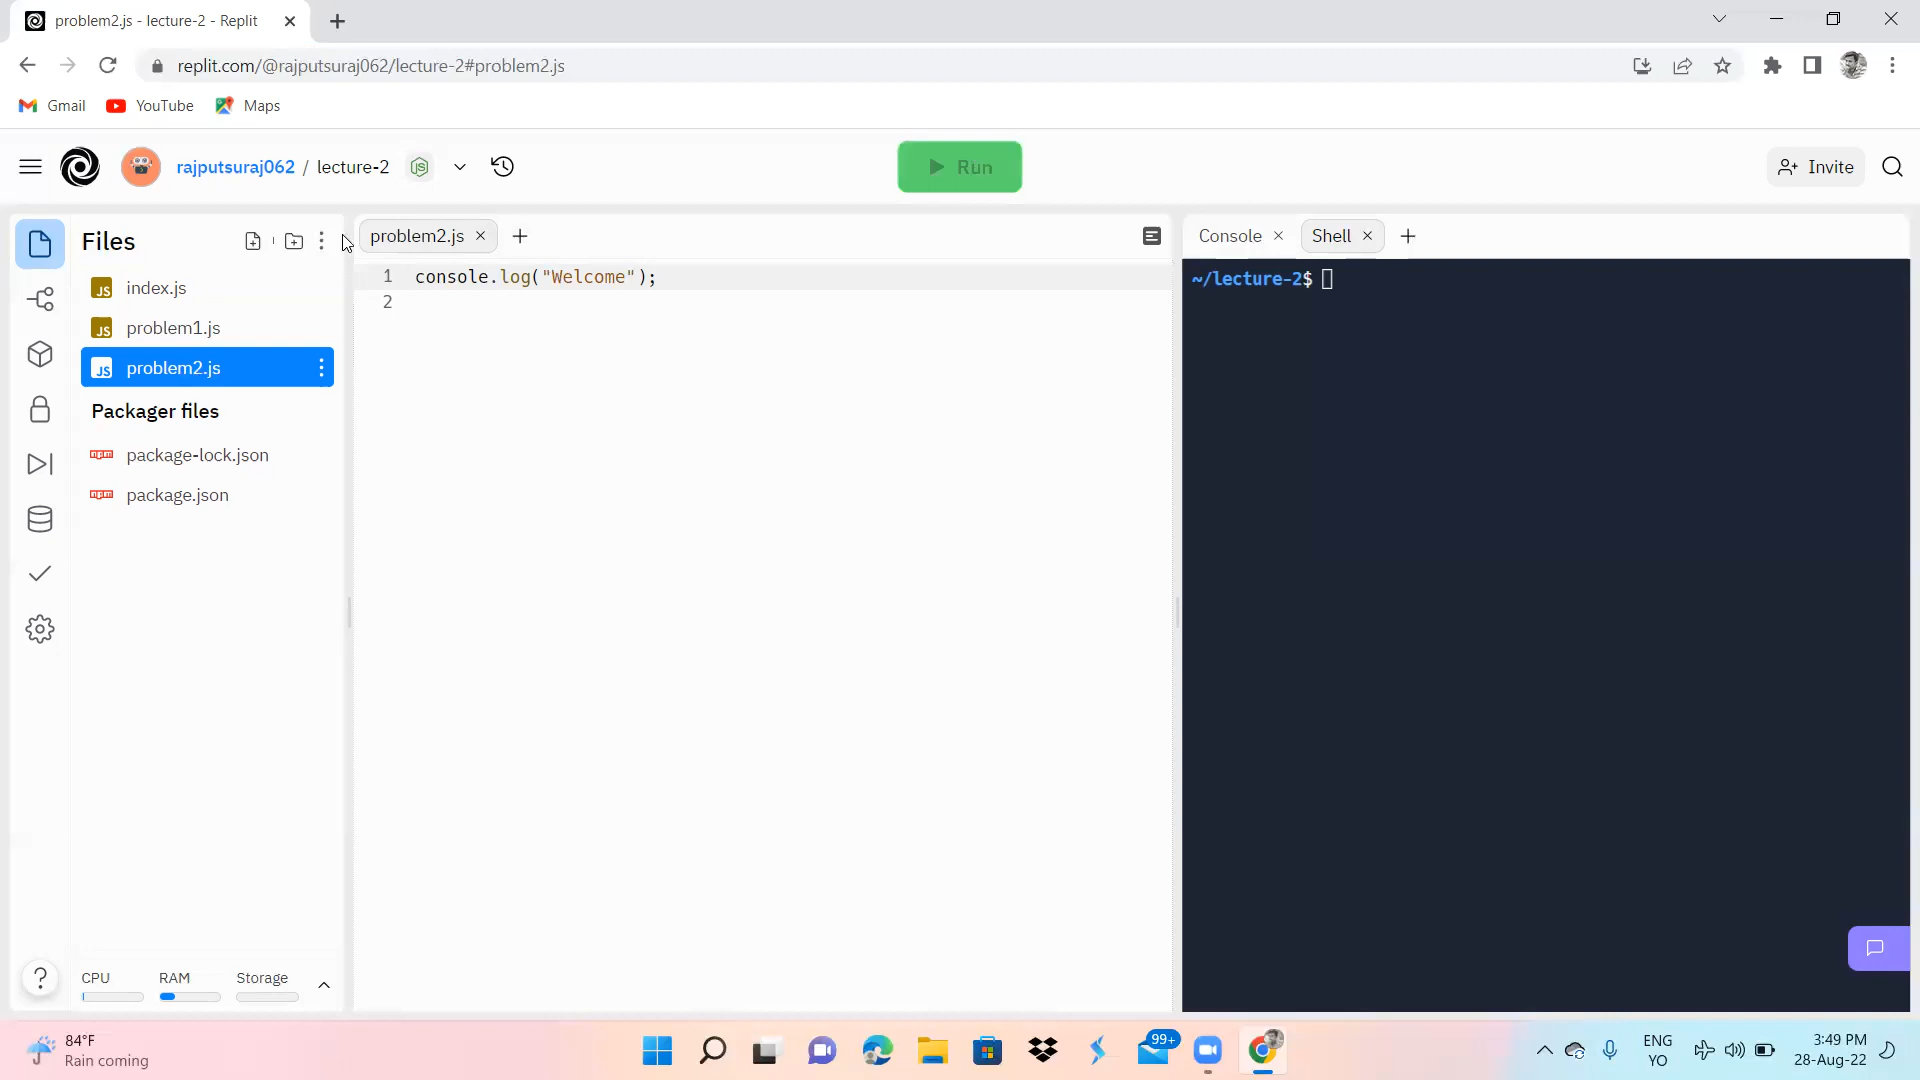 problem2.js - lecture-2 - Replit
replit.com/@rajputsuraj062/lecture-2#problem2.js
Gmail
YouTube
Maps
rajputsuraj062 / lecture-2
Run
Invite
Files
problem2.js
Console
Shell
index.js
1 console.log("Welcome");
2
~/lecture-2$
JS
problem1.js
JS
problem2.js
JS
Packager files
package-lock.json
package.json
?
CPU
RAM
Storage
84°F
Rain coming
99+
ENG
YO
3:49 PM
28-Aug-22